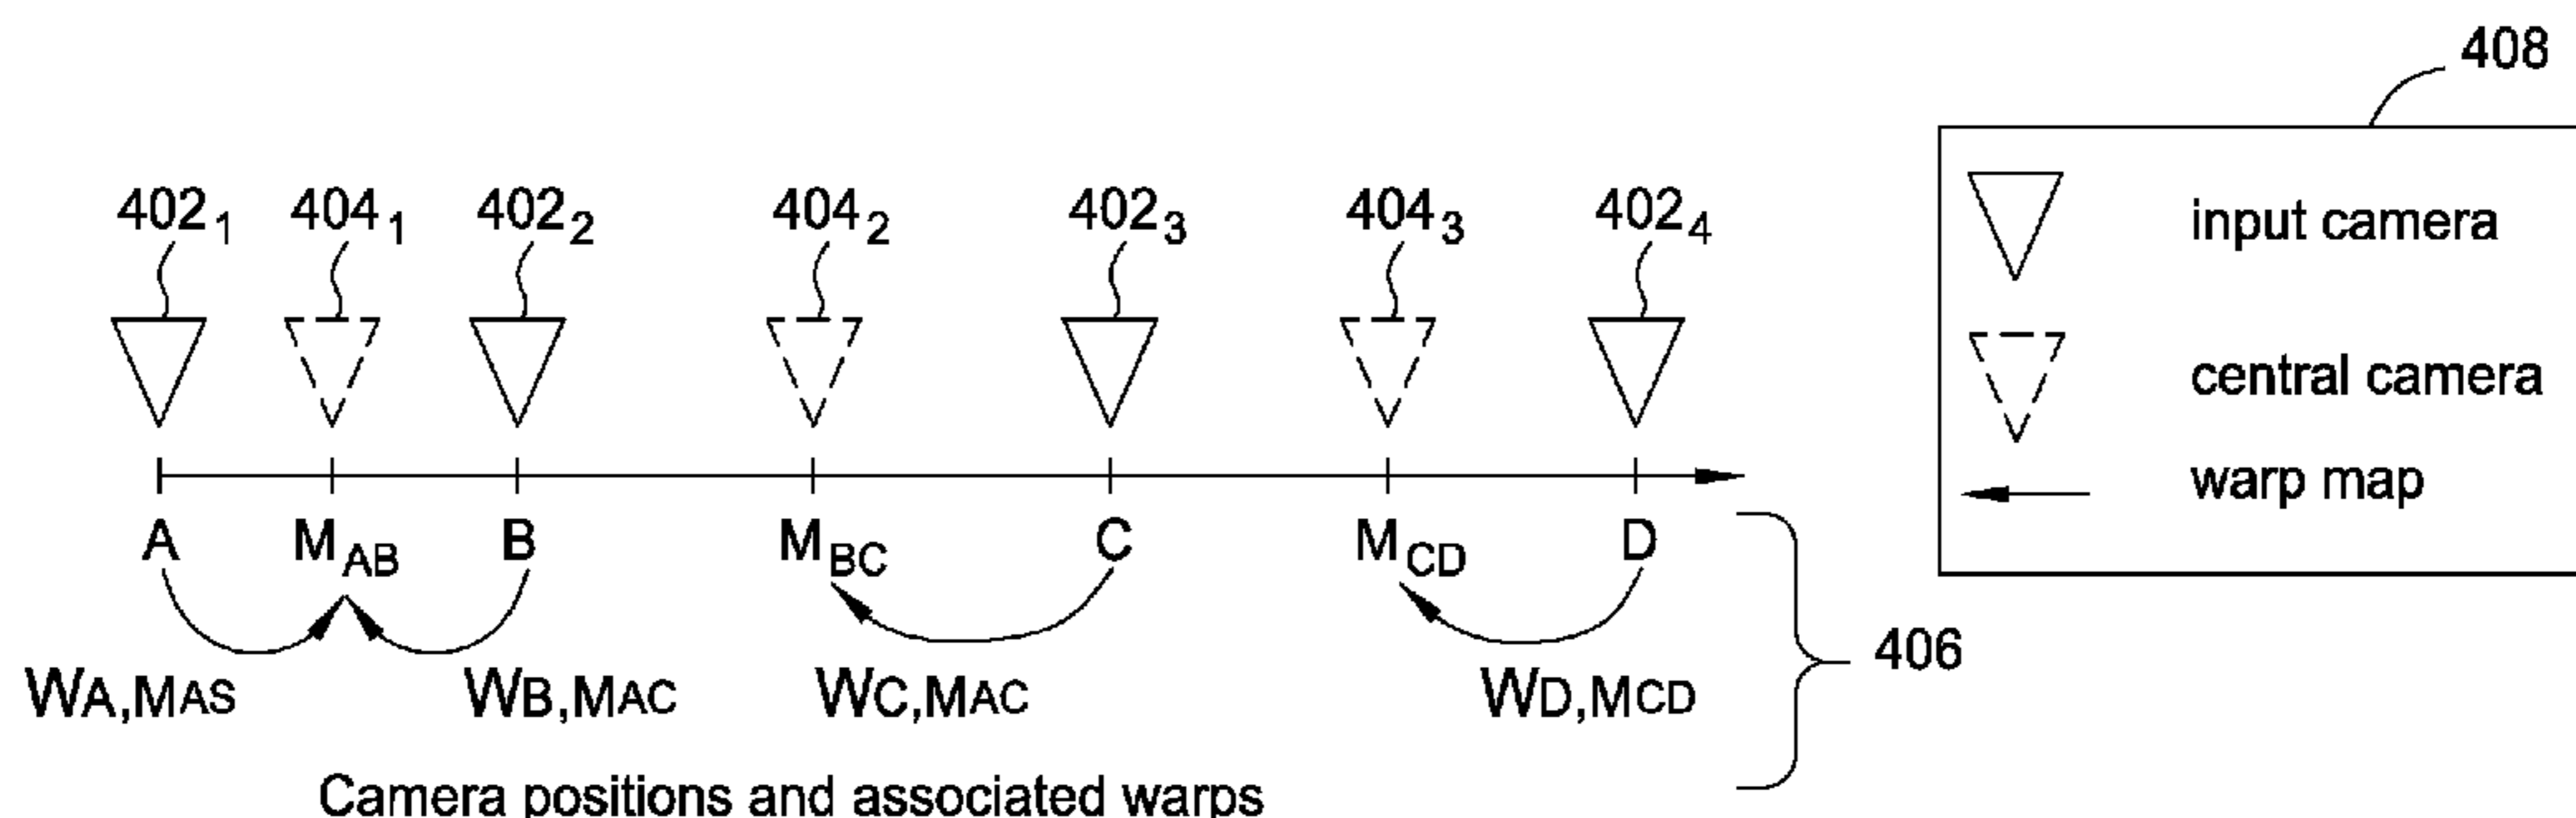 408
402₁ 404₁ 402₂ 404₂ 402₃ 404₃ 402₄
input camera
central camera
warp map
A M_AB B M_BC C M_CD D
406
WA,MAS WB,MAC WC,MAC WD,MCD
Camera positions and associated warps